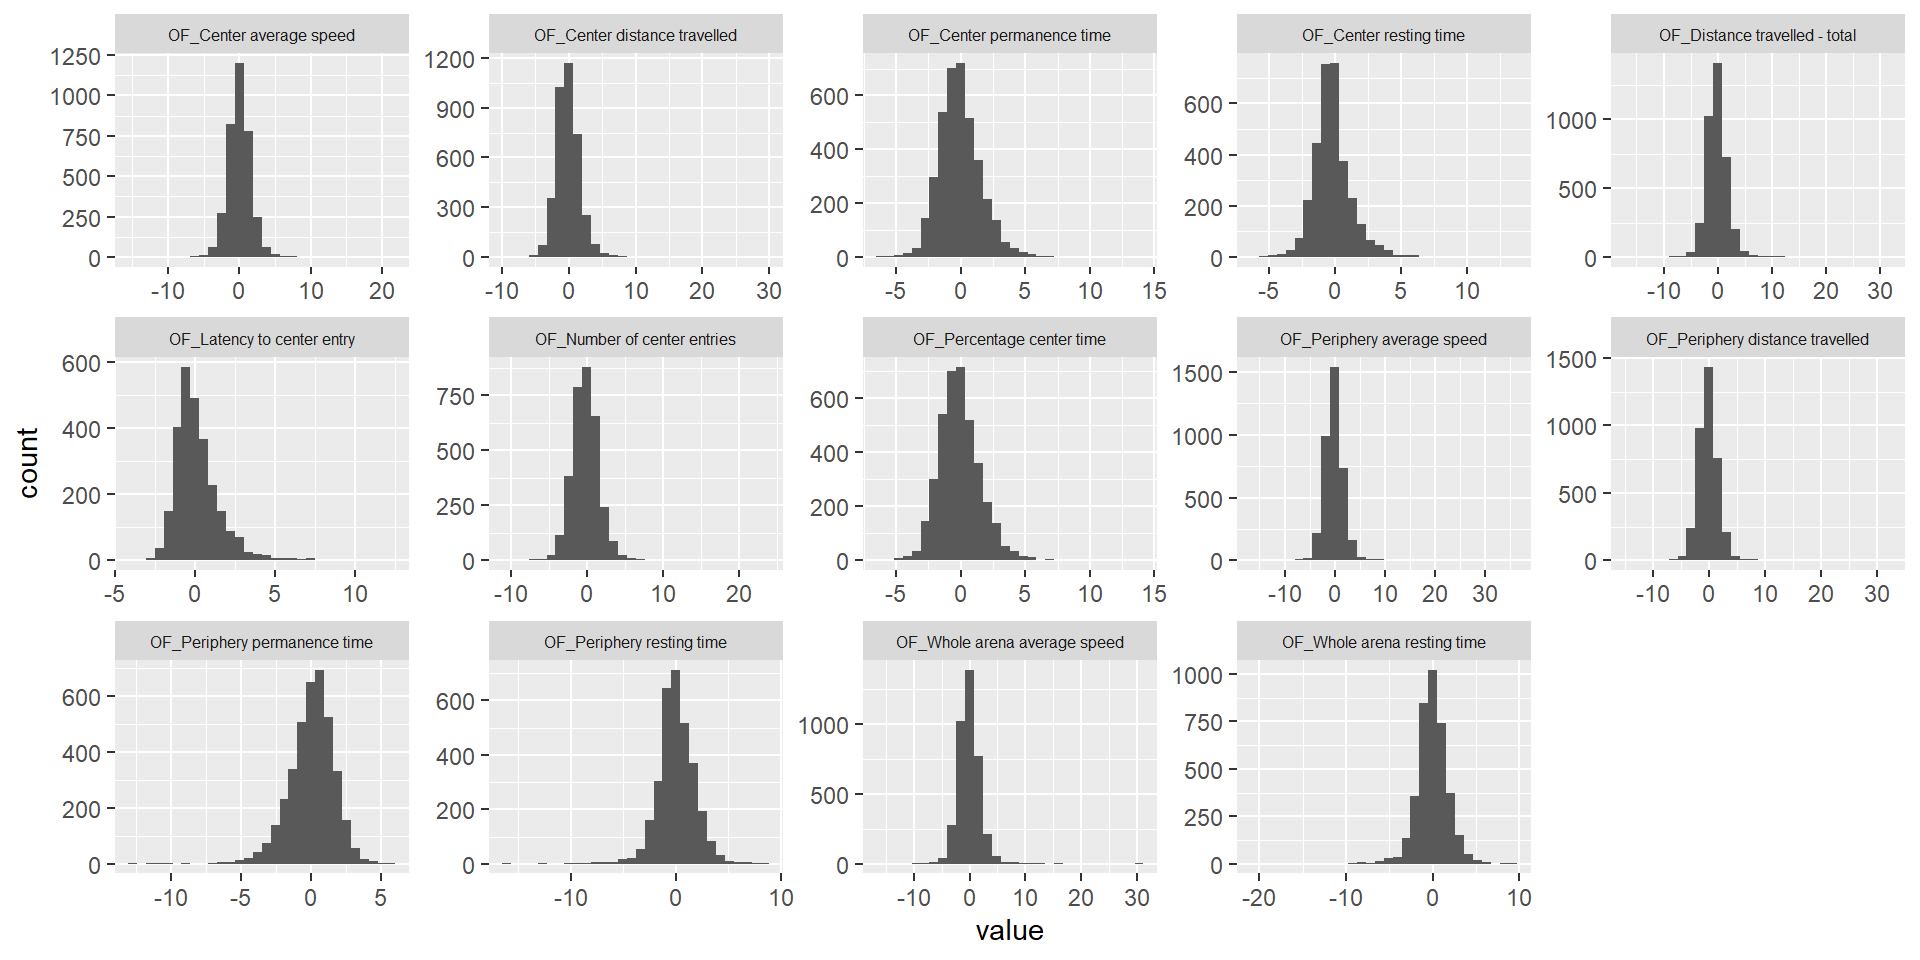 OF_Center average speed
OF_Center distance travelled
OF_Center permanence time
OF_Center resting time
OF_Distance travelled - total
1250
1000
750
500
250
0
-10 0 10 20
1200
900
600
300
0
-10 0 10 20 30
600
400
200
0
-5 0 5 10 15
600
400
200
0
-5 0 5 10
1000
500
0
-10 0 10 20 30
OF_Latency to center entry
OF_Number of center entries
OF_Percentage center time
OF_Periphery average speed
OF_Periphery distance travelled
600
400
200
0
-5 0 5 10
750
500
250
0
-10 0 10 20
600
400
200
0
-5 0 5 10 15
1500
1000
500
0
-10 0 10 20 30
1500
1000
500
0
-10 0 10 20 30
count
OF_Periphery permanence time
OF_Periphery resting time
OF_Whole arena average speed
OF_Whole arena resting time
600
400
200
0
-10 -5 0 5
600
400
200
0
-10 0 10
1000
500
0
-10 0 10 20 30
1000
750
500
250
0
-20 -10 0 10
value